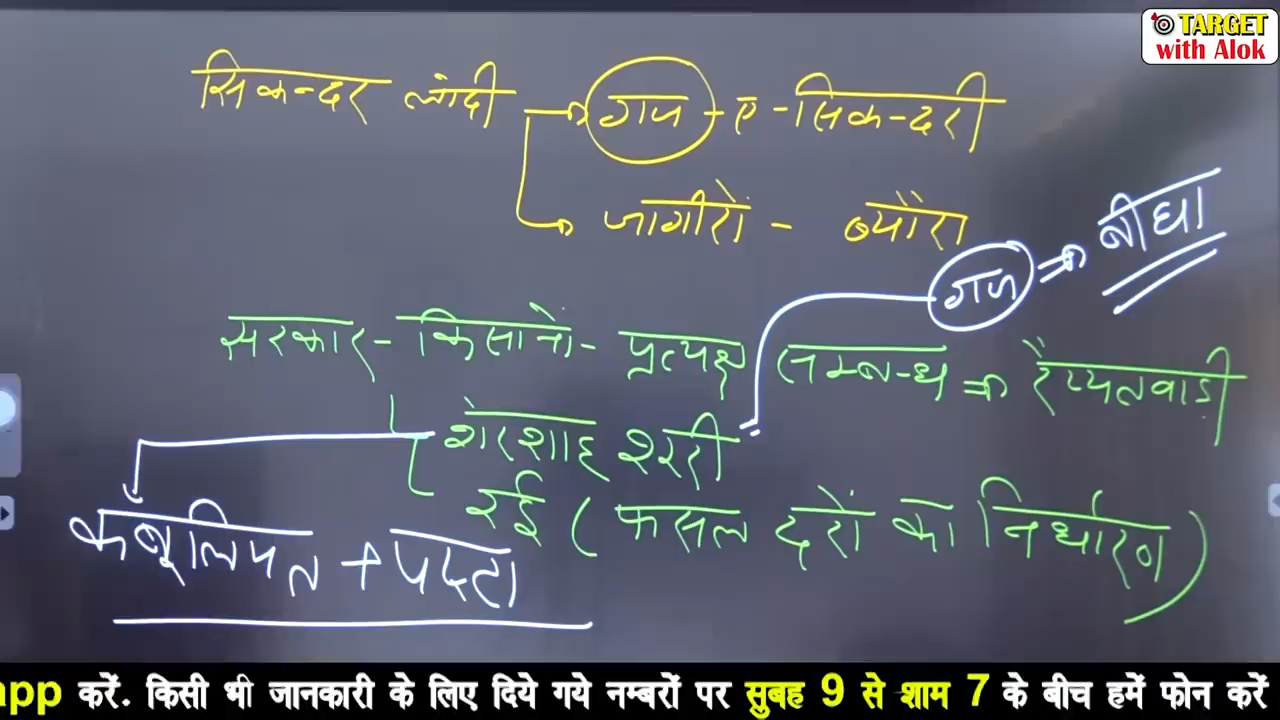 TARGET
with Alok
सिकन्दर लोदी → गज - ए - सिकन्दरी
→ जागीरों - ब्यौरा
गज ⇒ बीघा
सरकार - किसानों - प्रत्यक्ष सम्बन्ध ⇒ रैय्यतवाड़ी
शेरशाह
रई ( फसल दरों का निर्धारण )
कबूलियत + पट्टा
app करें. किसी भी जानकारी के लिए दिये गये नम्बरों पर सुबह 9 से शाम 7 के बीच हमें फोन करें